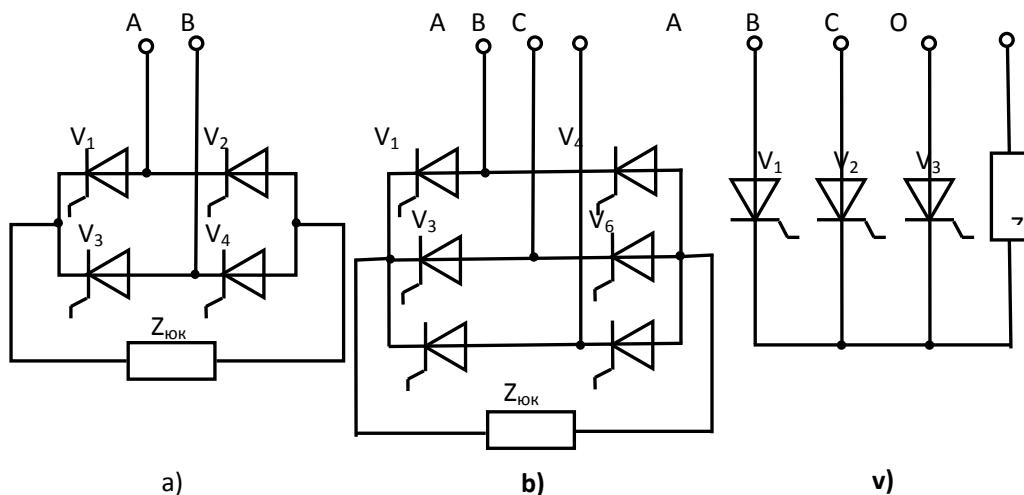 A B A B C A B C O
V₁ V₂ V₁ V₄ V₁ V₂ V₃
V₃ V₄ V₃ V₆
Zюк Zюк
a) b) v)